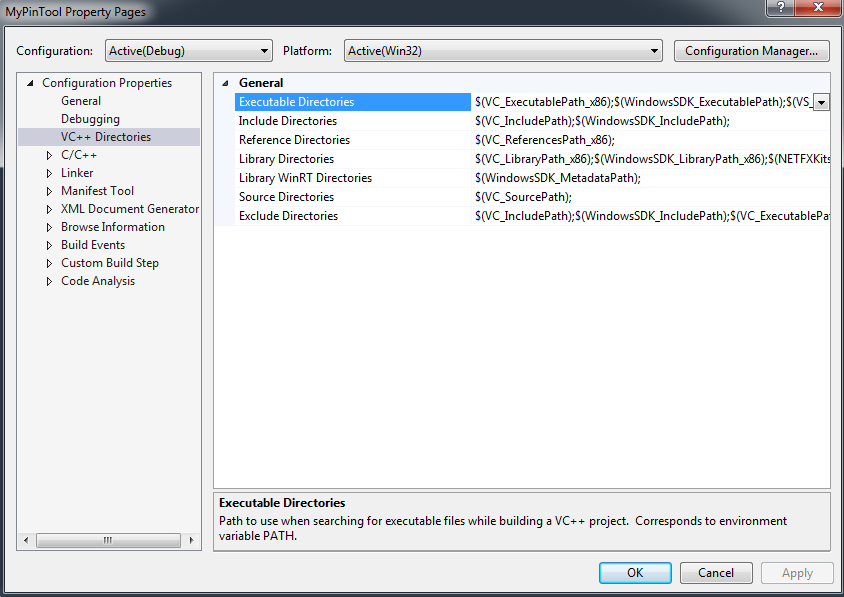 MyPinTool Property Pages
?
Configuration: Active(Debug) Platform: Active(Win32) Configuration Manager...
Configuration Properties
General
Debugging
VC++ Directories
C/C++
Linker
Manifest Tool
XML Document Generator
Browse Information
Build Events
Custom Build Step
Code Analysis
General
Executable Directories $(VC_ExecutablePath_x86);$(WindowsSDK_ExecutablePath);$(VS_
Include Directories $(VC_IncludePath);$(WindowsSDK_IncludePath);
Reference Directories $(VC_ReferencesPath_x86);
Library Directories $(VC_LibraryPath_x86);$(WindowsSDK_LibraryPath_x86);$(NETFXKits
Library WinRT Directories $(WindowsSDK_MetadataPath);
Source Directories $(VC_SourcePath);
Exclude Directories $(VC_IncludePath);$(WindowsSDK_IncludePath);$(VC_ExecutablePat
Executable Directories
Path to use when searching for executable files while building a VC++ project.  Corresponds to environment
variable PATH.
OK Cancel Apply